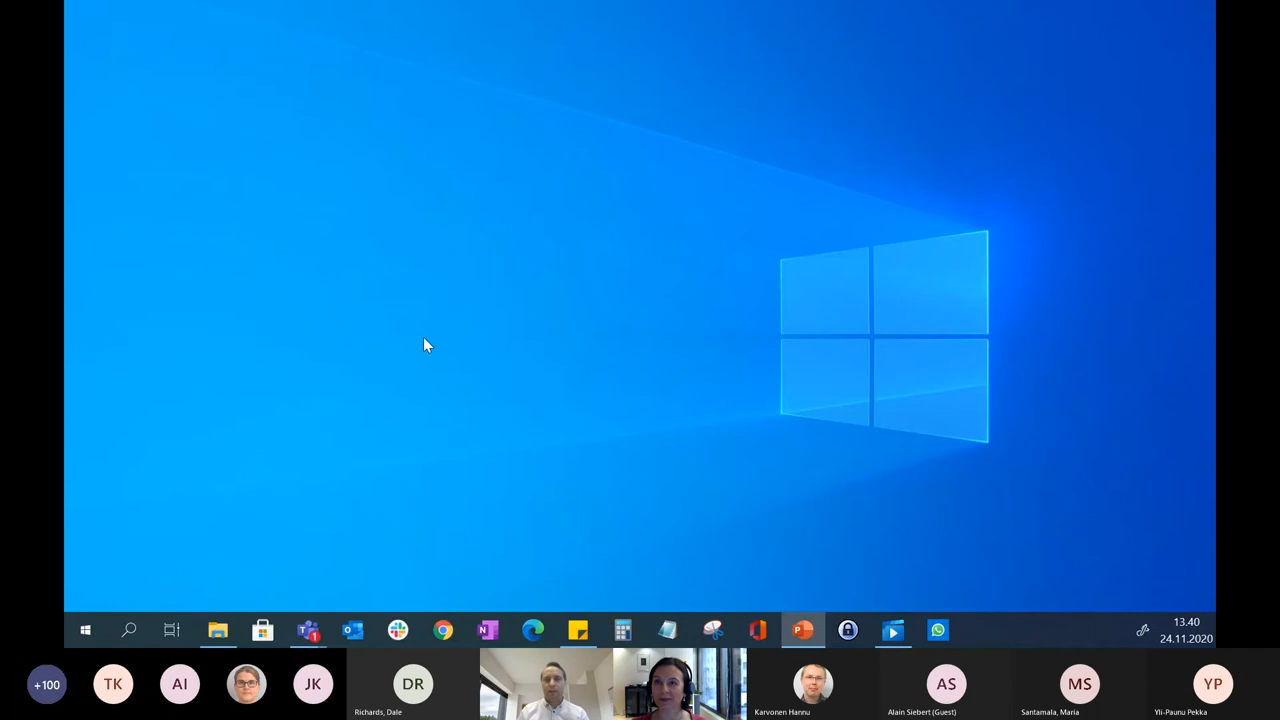 1
13.40
24.11.2020
+100
TK
AI
JK
DR
Richards, Dale
Karvonen Hannu
AS
Alain Siebert (Guest)
MS
Santamala, Maria
YP
Yli-Paunu Pekka